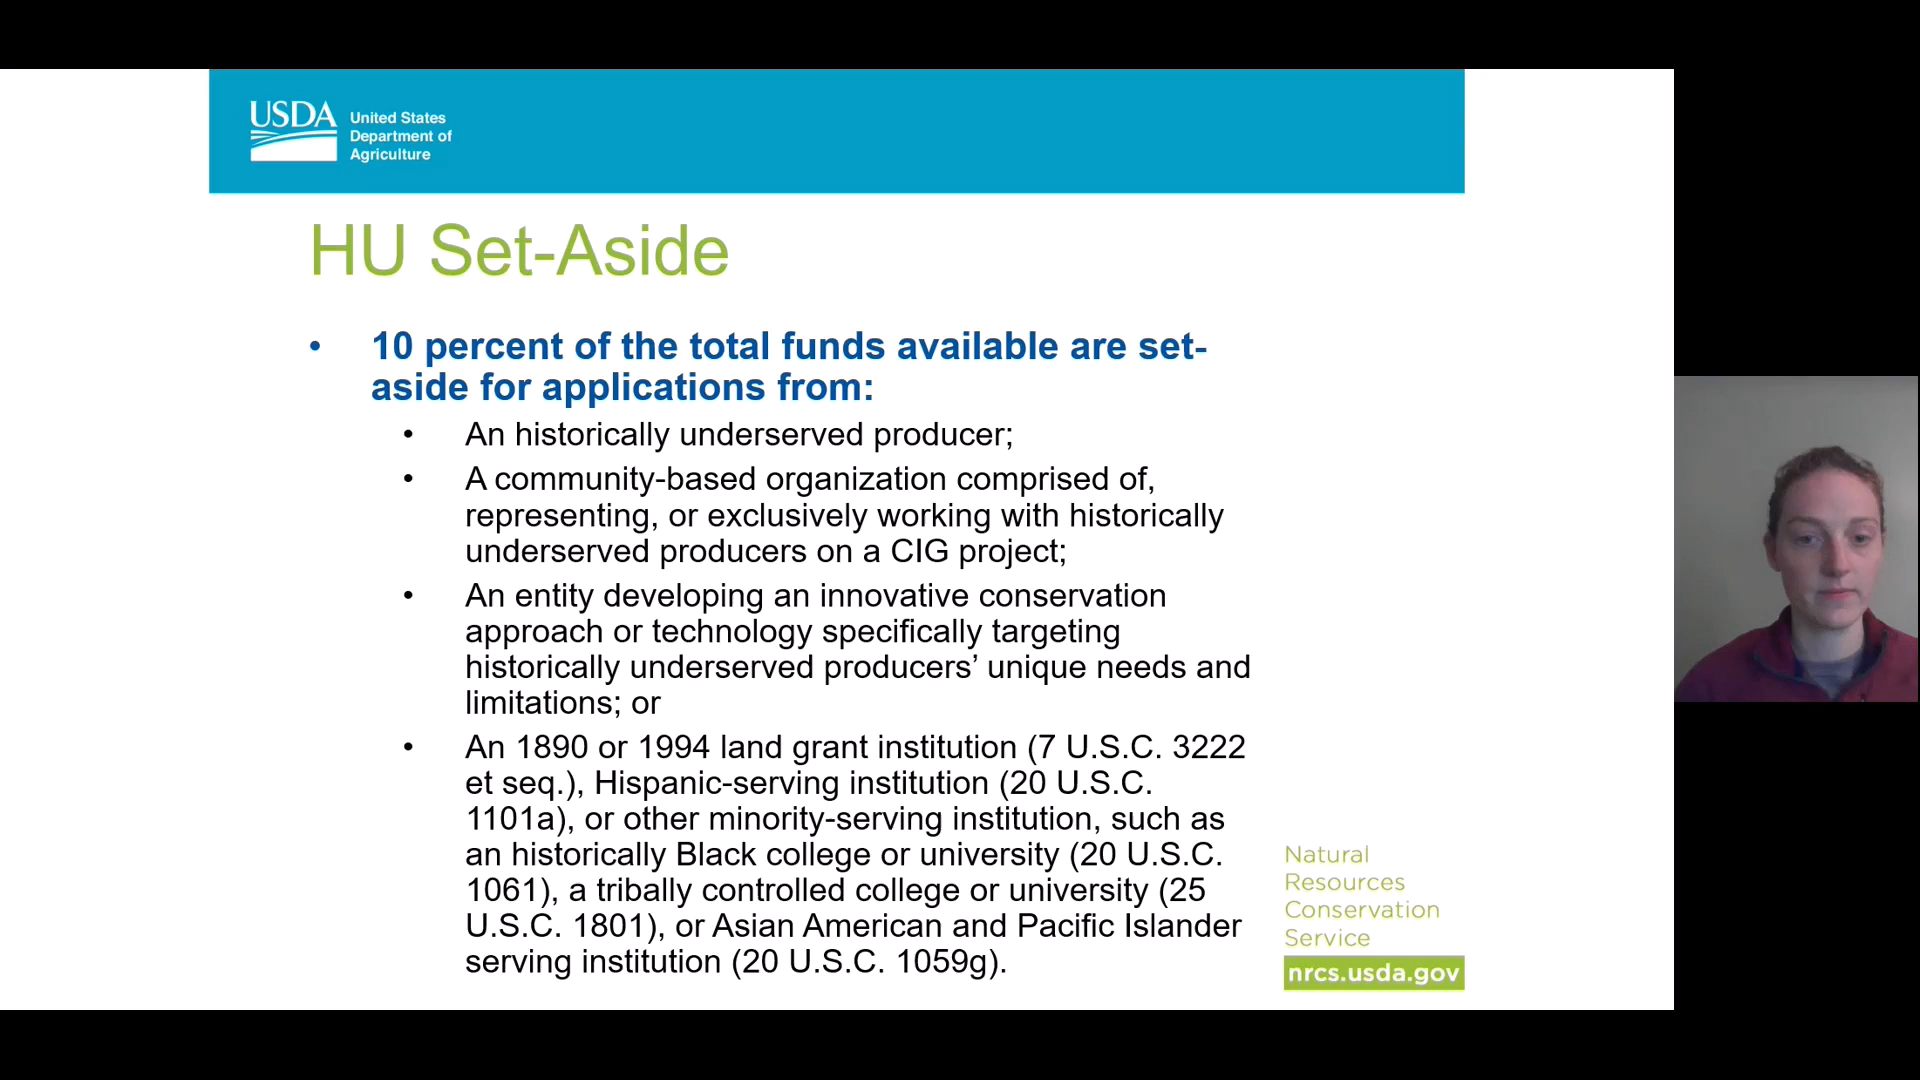 USDA
United States
Department of
Agriculture
HU Set-Aside
• 10 percent of the total funds available are set-
aside for applications from:
• An historically underserved producer;
• A community-based organization comprised of,
representing, or exclusively working with historically
underserved producers on a CIG project;
• An entity developing an innovative conservation
approach or technology specifically targeting
historically underserved producers’ unique needs and
limitations; or
• An 1890 or 1994 land grant institution (7 U.S.C. 3222
et seq.), Hispanic-serving institution (20 U.S.C.
1101a), or other minority-serving institution, such as
an historically Black college or university (20 U.S.C.
1061), a tribally controlled college or university (25
U.S.C. 1801), or Asian American and Pacific Islander
serving institution (20 U.S.C. 1059g).
Natural
Resources
Conservation
Service
nrcs.usda.gov